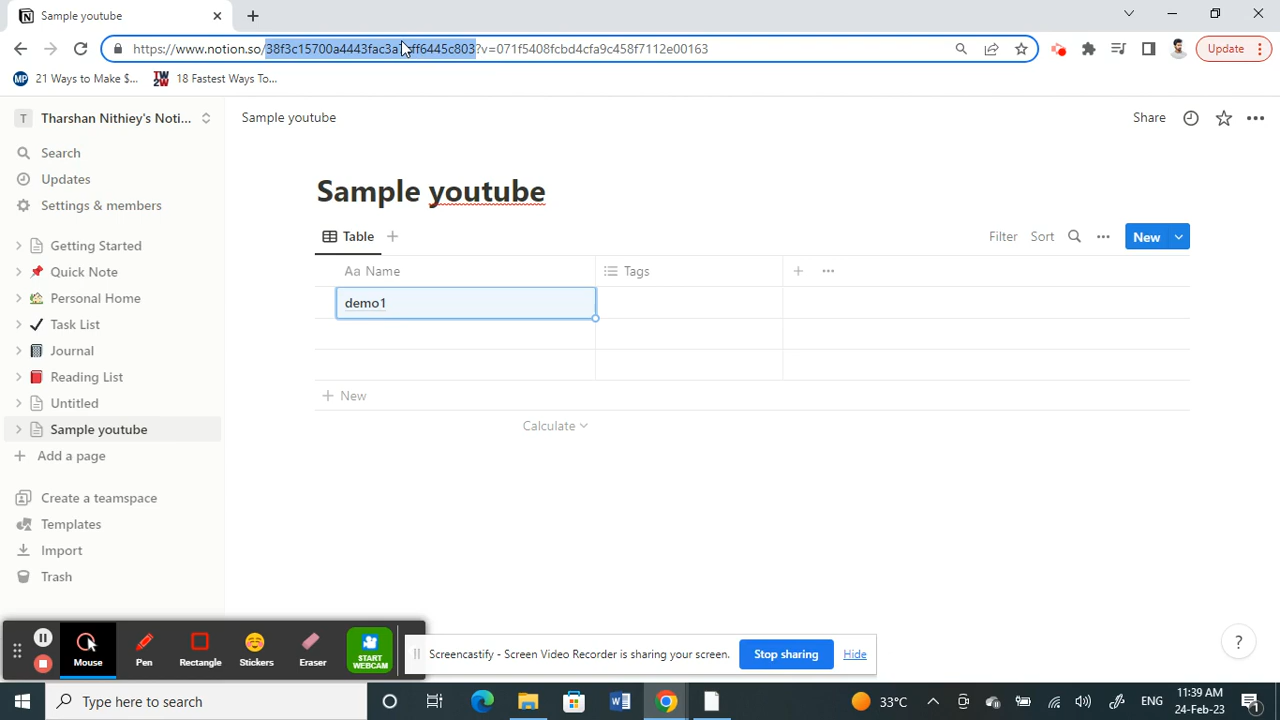 Sample youtube
https://www.notion.so/38f3c15700a4443fac3a ff6445c803?v=071f5408fcbd4cfa9c458f7112e00163
Update
MP 21 Ways to Make $...
TW 2W 18 Fastest Ways To...
T Tharshan Nithiey's Noti...
Sample youtube
Share
Search
Updates
Settings & members
Getting Started
Quick Note
Personal Home
Task List
Journal
Reading List
Untitled
Sample youtube
Add a page
Create a teamspace
Templates
Import
Trash
Sample youtube
Table
Filter Sort New
Aa Name Tags
demo1
New
Calculate
Mouse
Pen
Rectangle
Stickers
Eraser
START
WEBCAM
Screencastify - Screen Video Recorder is sharing your screen.
Stop sharing
Hide
?
Type here to search
33°C
ENG
11:39 AM
24-Feb-23
1